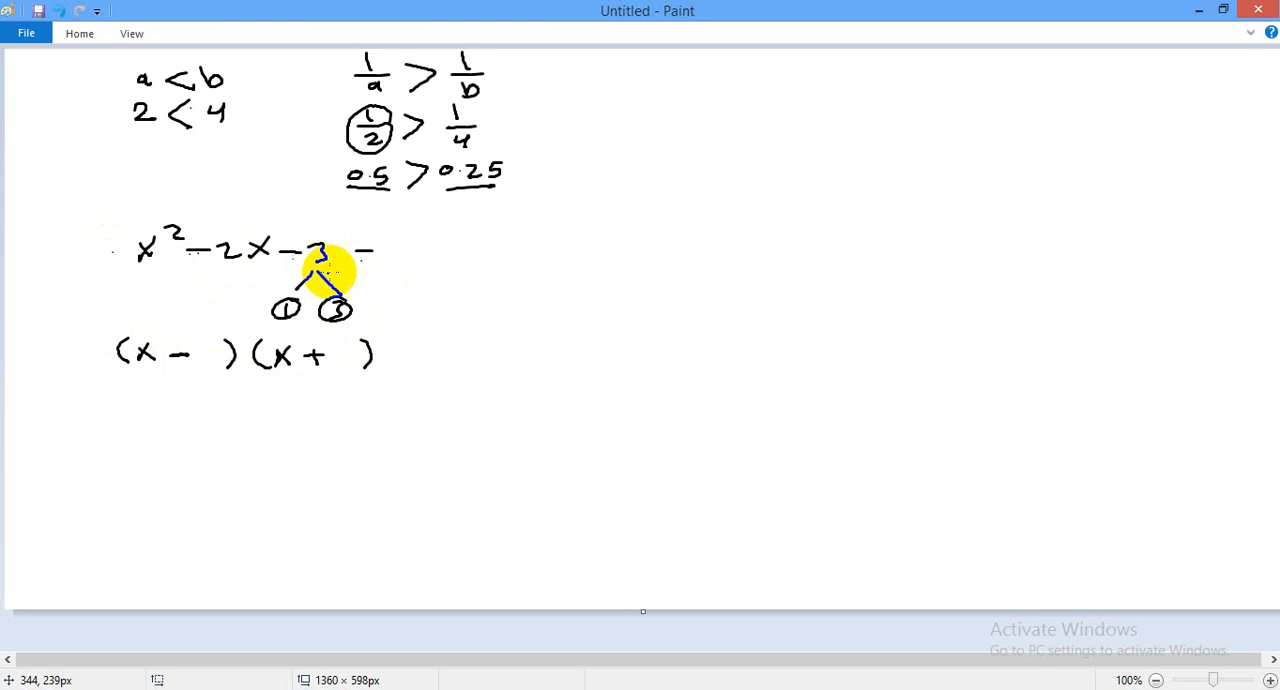 Untitled - Paint
File Home View
a < b 1/a > 1/b
2 < 4 1/2 > 1/4
0.5 > 0.25
x² - 2x - 3 =
1 3
(x - ) (x + )
Activate Windows
Go to PC settings to activate Windows.
344, 239px 1360 × 598px 100%